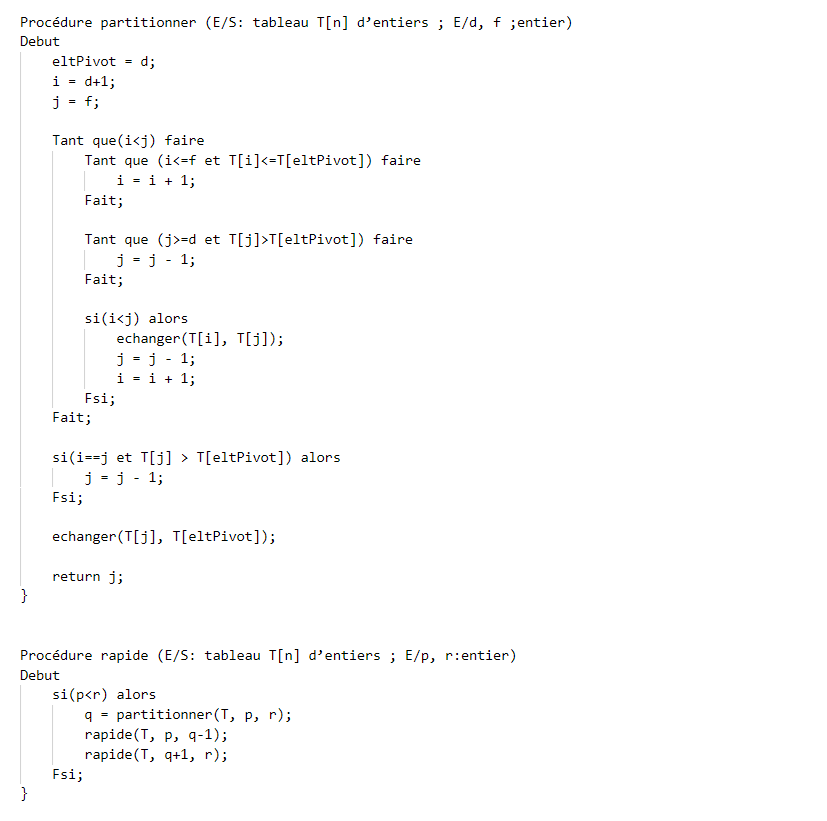 Procédure partitionner (E/S: tableau T[n] d’entiers ; E/d, f ;entier)
Debut
eltPivot = d;
i = d+1;
j = f;
Tant que(i<j) faire
Tant que (i<=f et T[i]<=T[eltPivot]) faire
i = i + 1;
Fait;
Tant que (j>=d et T[j]>T[eltPivot]) faire
j = j - 1;
Fait;
si(i<j) alors
echanger(T[i], T[j]);
j = j - 1;
i = i + 1;
Fsi;
Fait;
si(i==j et T[j] > T[eltPivot]) alors
j = j - 1;
Fsi;
echanger(T[j], T[eltPivot]);
return j;
}
Procédure rapide (E/S: tableau T[n] d’entiers ; E/p, r:entier)
Debut
si(p<r) alors
q = partitionner(T, p, r);
rapide(T, p, q-1);
rapide(T, q+1, r);
Fsi;
}